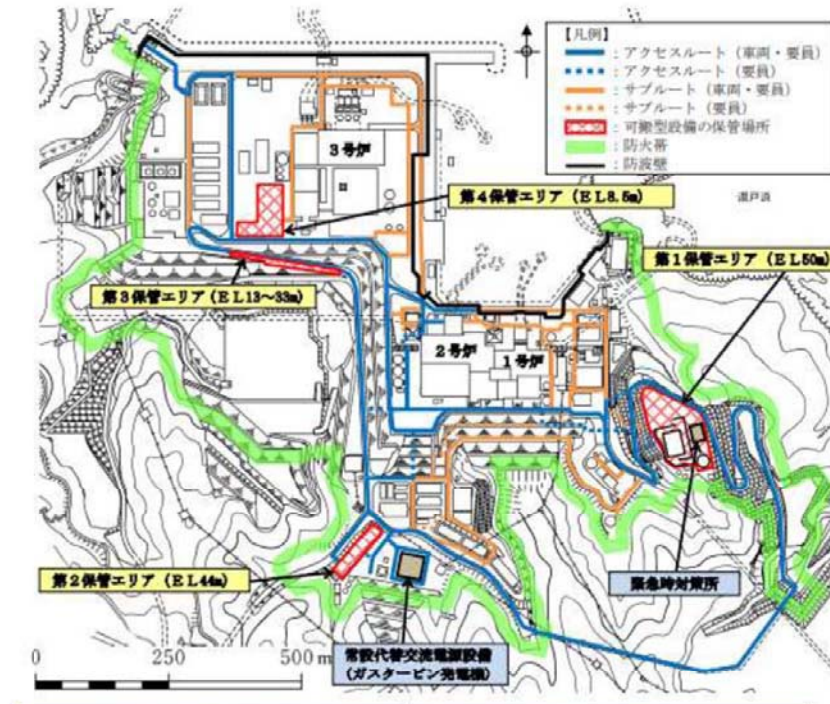 【凡例】
：アクセスルート（車両・要員）
：アクセスルート（要員）
：サブルート（車両・要員）
：サブルート（要員）
：可搬型設備の保管場所
：防火帯
：防波壁
3号炉
第4保管エリア（EL8.5m）
第1保管エリア（EL50m）
第3保管エリア（EL13～33m）
2号炉
1号炉
第2保管エリア（EL44m）
緊急時対策所
常設代替交流電源設備
(ガスタービン発電機)
0 250 500 m